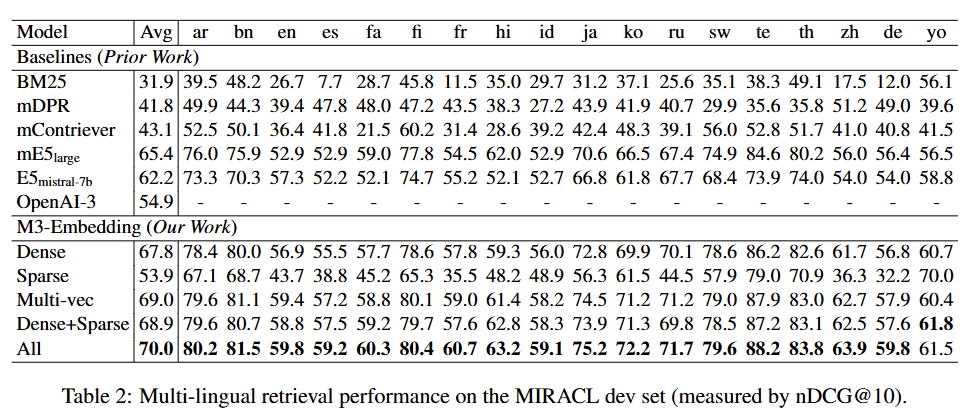 Model Avg ar bn en es fa fi fr hi id ja ko ru sw te th zh de yo
Baselines (Prior Work)
BM25 31.9 39.5 48.2 26.7 7.7 28.7 45.8 11.5 35.0 29.7 31.2 37.1 25.6 35.1 38.3 49.1 17.5 12.0 56.1
mDPR 41.8 49.9 44.3 39.4 47.8 48.0 47.2 43.5 38.3 27.2 43.9 41.9 40.7 29.9 35.6 35.8 51.2 49.0 39.6
mContriever 43.1 52.5 50.1 36.4 41.8 21.5 60.2 31.4 28.6 39.2 42.4 48.3 39.1 56.0 52.8 51.7 41.0 40.8 41.5
mE5large 65.4 76.0 75.9 52.9 52.9 59.0 77.8 54.5 62.0 52.9 70.6 66.5 67.4 74.9 84.6 80.2 56.0 56.4 56.5
E5mistral-7b 62.2 73.3 70.3 57.3 52.2 52.1 74.7 55.2 52.1 52.7 66.8 61.8 67.7 68.4 73.9 74.0 54.0 54.0 58.8
OpenAI-3 54.9 - - - - - - - - - - - - - - - - - -
M3-Embedding (Our Work)
Dense 67.8 78.4 80.0 56.9 55.5 57.7 78.6 57.8 59.3 56.0 72.8 69.9 70.1 78.6 86.2 82.6 61.7 56.8 60.7
Sparse 53.9 67.1 68.7 43.7 38.8 45.2 65.3 35.5 48.2 48.9 56.3 61.5 44.5 57.9 79.0 70.9 36.3 32.2 70.0
Multi-vec 69.0 79.6 81.1 59.4 57.2 58.8 80.1 59.0 61.4 58.2 74.5 71.2 71.2 79.0 87.9 83.0 62.7 57.9 60.4
Dense+Sparse 68.9 79.6 80.7 58.8 57.5 59.2 79.7 57.6 62.8 58.3 73.9 71.3 69.8 78.5 87.2 83.1 62.5 57.6 61.8
All 70.0 80.2 81.5 59.8 59.2 60.3 80.4 60.7 63.2 59.1 75.2 72.2 71.7 79.6 88.2 83.8 63.9 59.8 61.5
Table 2: Multi-lingual retrieval performance on the MIRACL dev set (measured by nDCG@10).